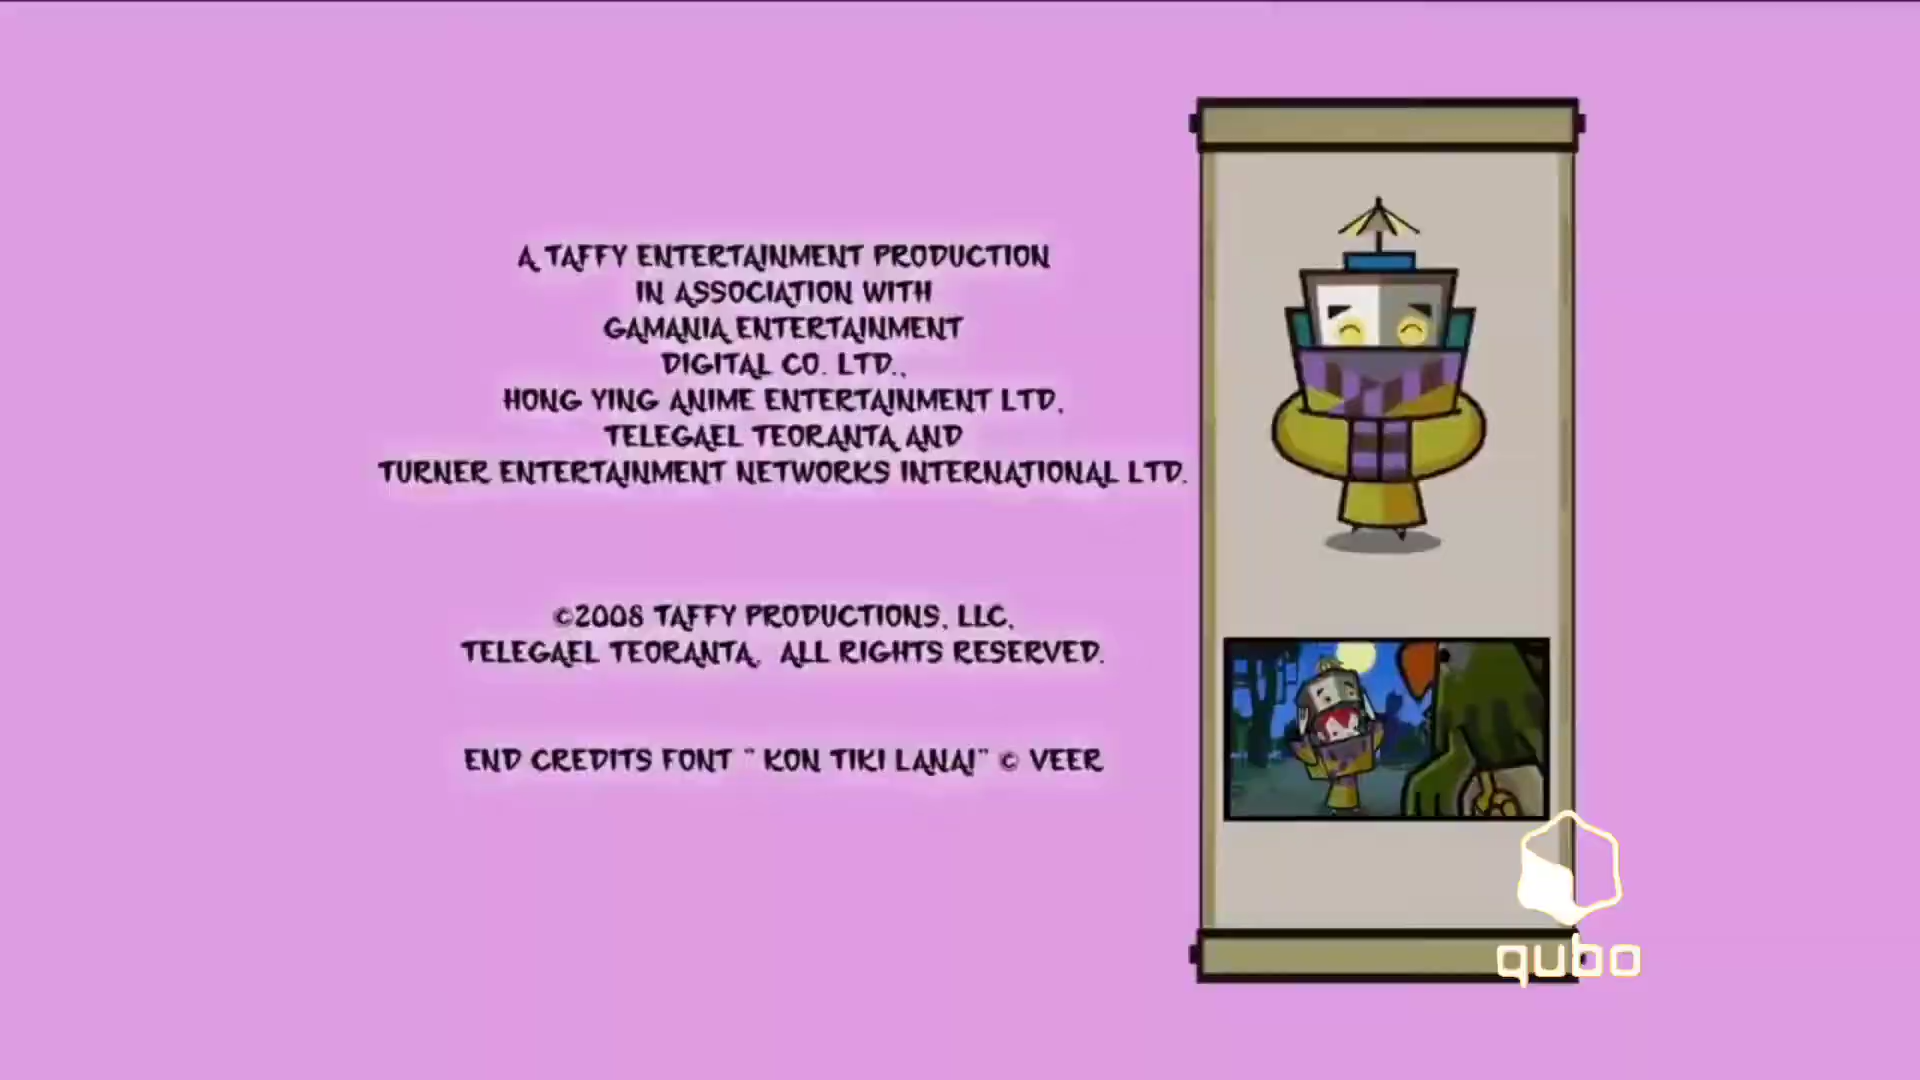 A TAFFY ENTERTAINMENT PRODUCTION
IN ASSOCIATION WITH
GAMANIA ENTERTAINMENT
DIGITAL CO. LTD.,
HONG YING ANIME ENTERTAINMENT LTD,
TELEGAEL TEORANTA AND
TURNER ENTERTAINMENT NETWORKS INTERNATIONAL LTD.
©2008 TAFFY PRODUCTIONS, LLC,
TELEGAEL TEORANTA. ALL RIGHTS RESERVED.
END CREDITS FONT " KON TIKI LANAI" © VEER
qubo